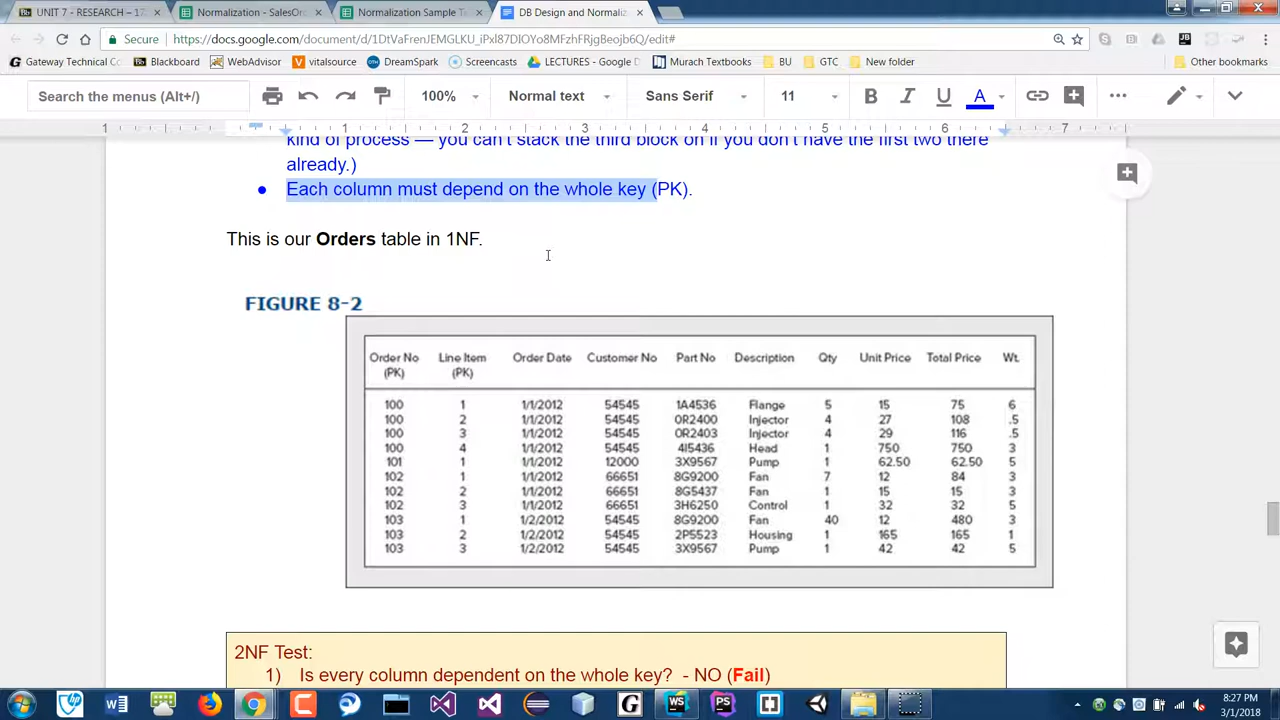 UNIT 7 - RESEARCH – 17
Normalization - SalesOr
Normalization Sample T
DB Design and Normaliz
Secure
https://docs.google.com/document/d/1DtVaFrenJEMGLKU_iPxl87DIOYo8MFzhFRjgBeojb6Q/edit#
Gateway Technical Co
Blackboard
WebAdvisor
vitalsource
DreamSpark
Screencasts
LECTURES - Google D
Murach Textbooks
BU
GTC
New folder
Other bookmarks
Search the menus (Alt+/)
100%
Normal text
Sans Serif
11
1 1 2 3 4 5 6 7
kind of process — you can't stack the third block on if you don't have the first two there
already.)
● Each column must depend on the whole key (PK).
This is our Orders table in 1NF.
FIGURE 8-2
Order No Line Item Order Date Customer No Part No Description Qty Unit Price Total Price Wt.
(PK) (PK)
100 1 1/1/2012 54545 1A4536 Flange 5 15 75 6
100 2 1/1/2012 54545 0R2400 Injector 4 27 108 .5
100 3 1/1/2012 54545 0R2403 Injector 4 29 116 .5
100 4 1/1/2012 54545 4I5436 Head 1 750 750 3
101 1 1/1/2012 12000 3X9567 Pump 1 62.50 62.50 5
102 1 1/1/2012 66651 8G9200 Fan 7 12 84 3
102 2 1/1/2012 66651 8G5437 Fan 1 15 15 3
102 3 1/1/2012 66651 3H6250 Control 1 32 32 5
103 1 1/2/2012 54545 8G9200 Fan 40 12 480 3
103 2 1/2/2012 54545 2P5523 Housing 1 165 165 1
103 3 1/2/2012 54545 3X9567 Pump 1 42 42 5
2NF Test:
1) Is every column dependent on the whole key? - NO (Fail)
8:27 PM
3/1/2018